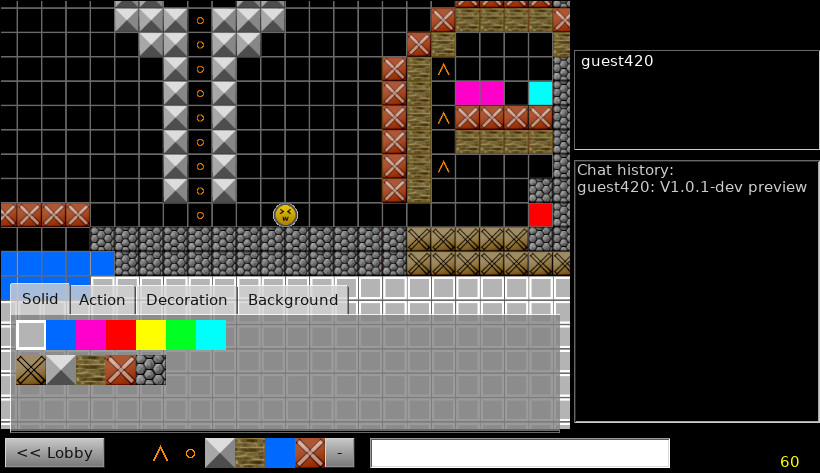 guest420
Chat history:
guest420: V1.0.1-dev preview
Solid Action Decoration Background
<< Lobby
-
60